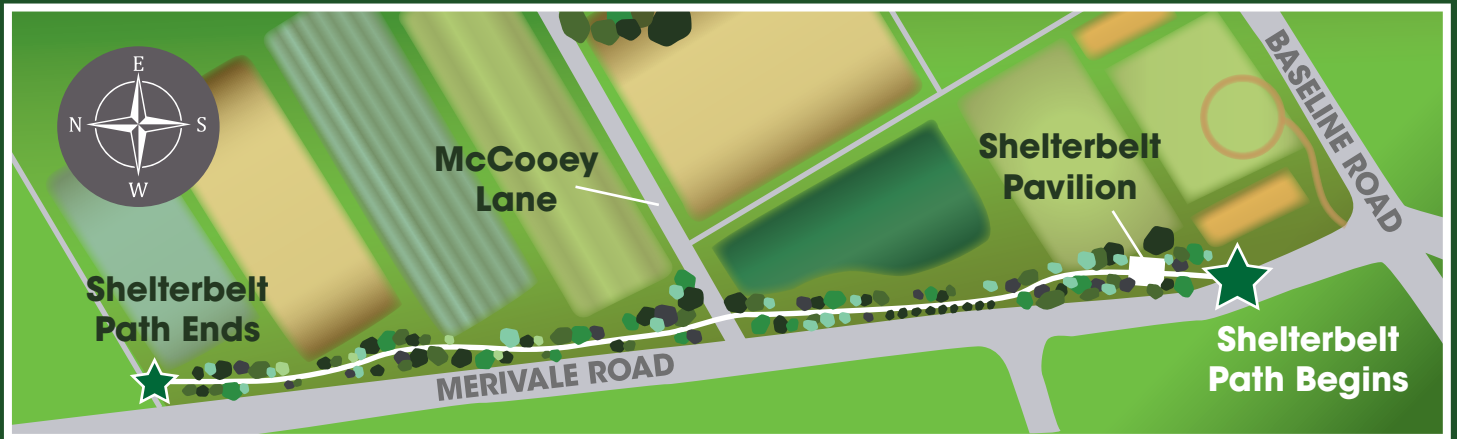 E
N
S
W
McCooey
Lane
Shelterbelt
Pavilion
BASELINE ROAD
Shelterbelt
Path Ends
MERIVALE ROAD
Shelterbelt
Path Begins